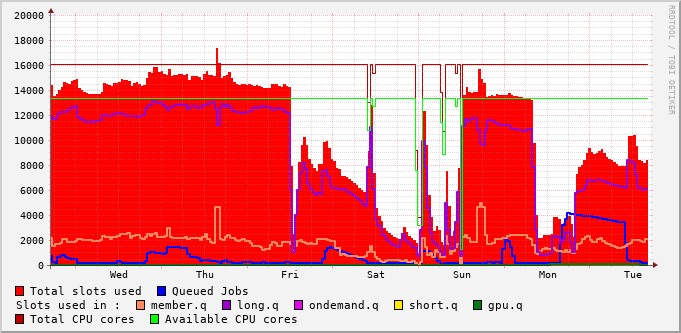 20000
18000
16000
14000
12000
10000
8000
6000
4000
2000
0
Wed Thu Fri Sat Sun Mon Tue
Total slots used Queued Jobs
Slots used in : member.q long.q ondemand.q short.q gpu.q
Total CPU cores Available CPU cores
RRDTOOL / TOBI OETIKER